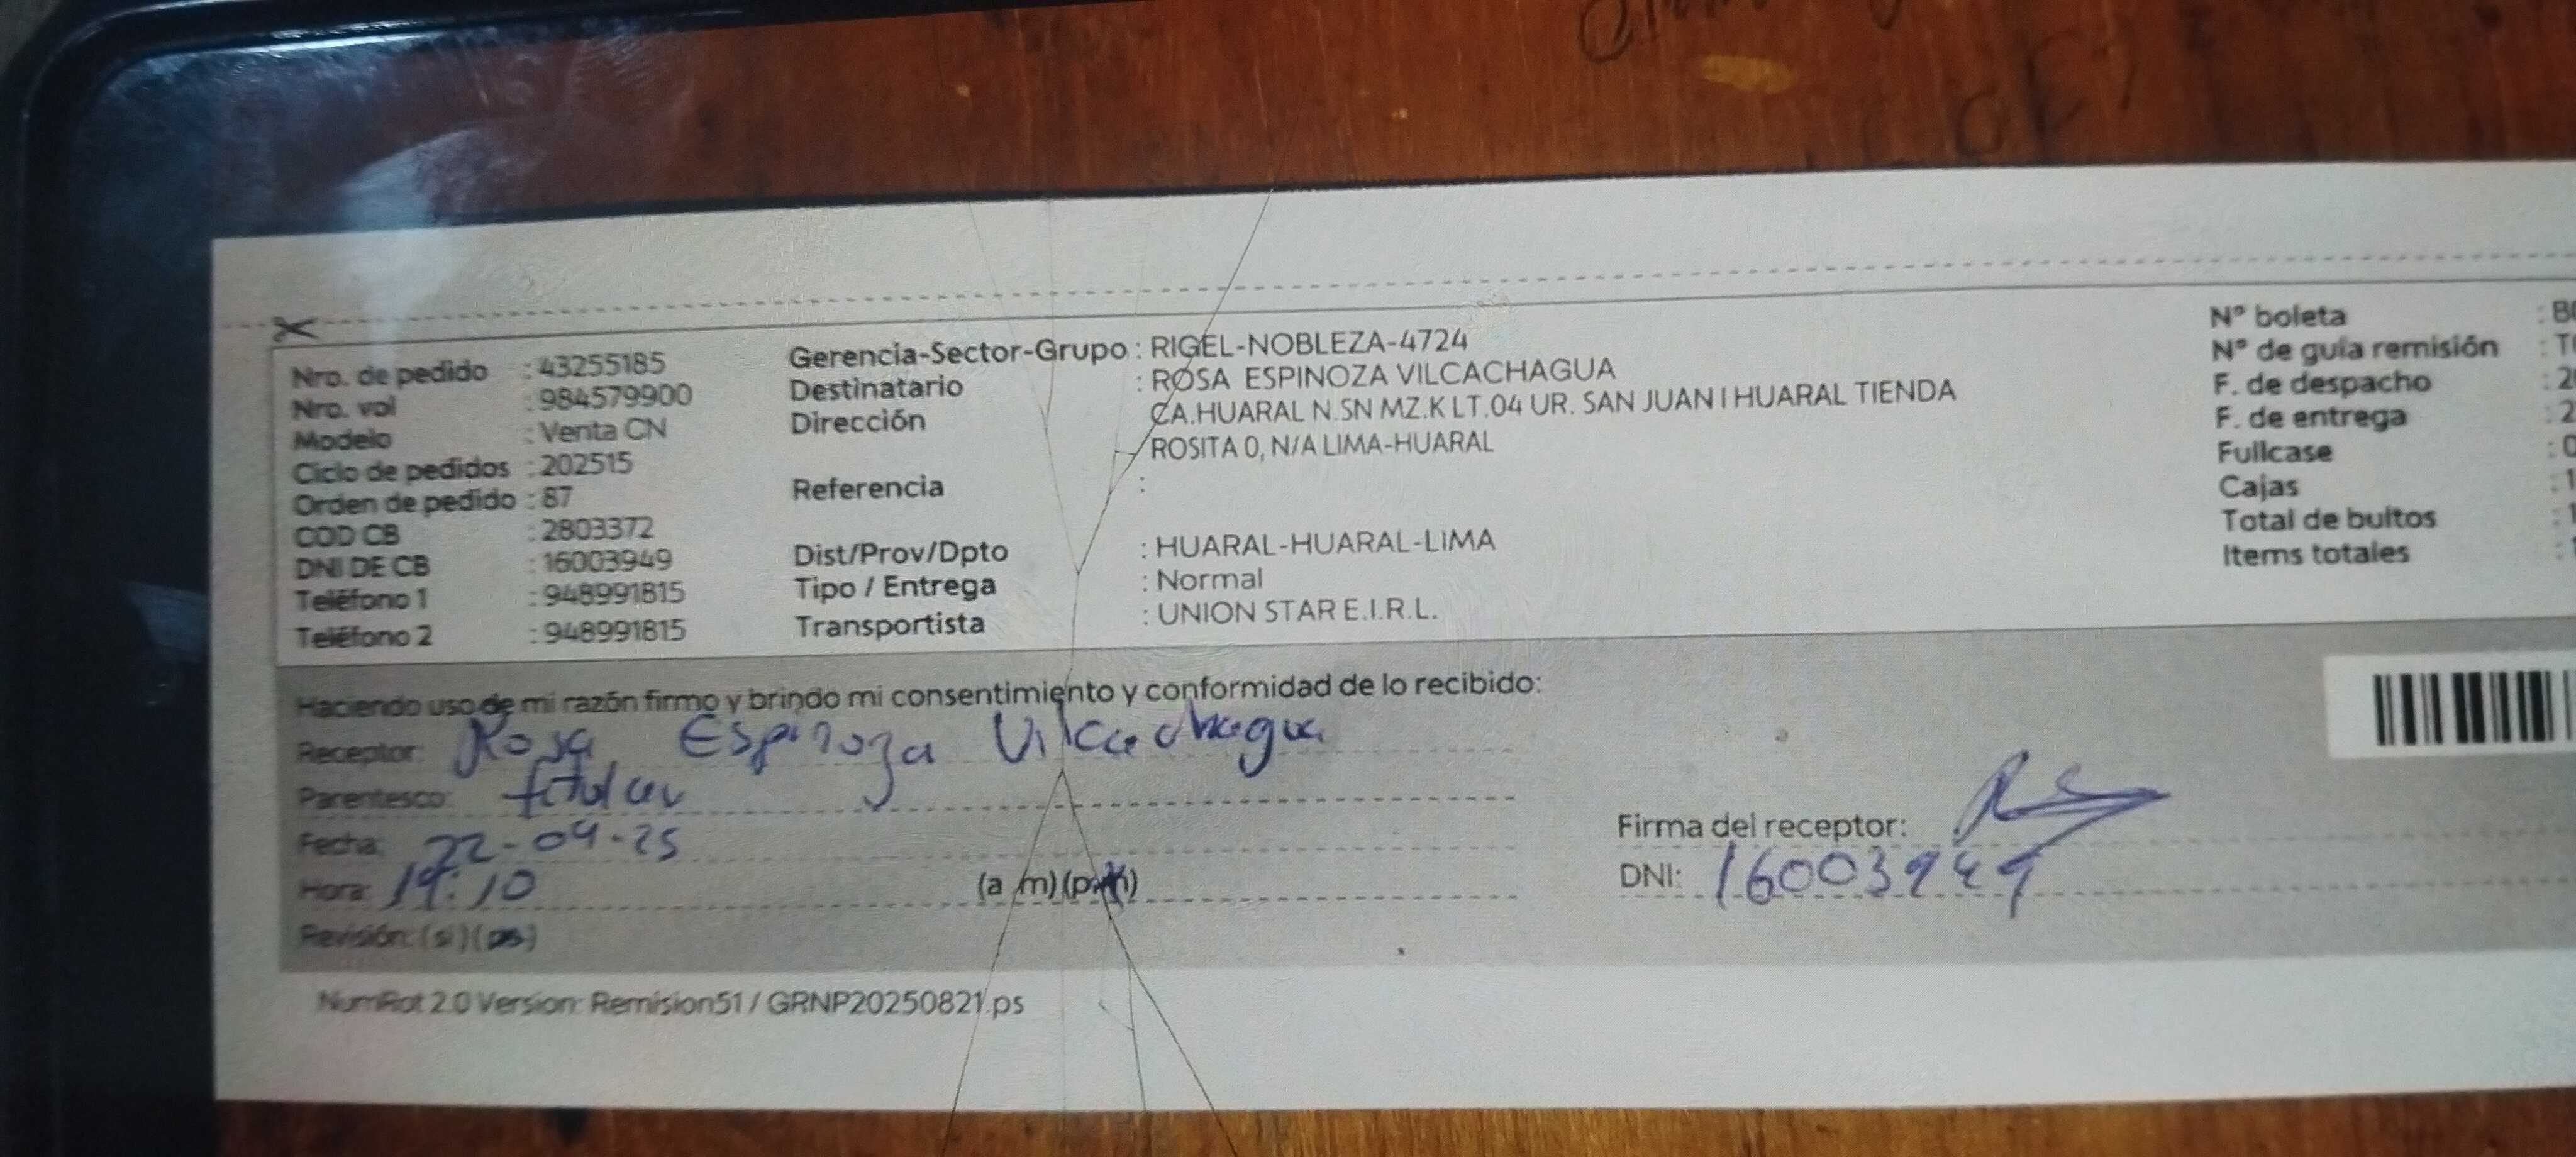 Nro. de pedido : 43255185
Nro. vol : 984579900
Modelo : Venta CN
Ciclo de pedidos : 202515
Orden de pedido : 87
COD CB : 2803372
DNI DE CB : 16003949
Teléfono 1 : 948991815
Teléfono 2 : 948991815
Gerencia-Sector-Grupo : RIGEL-NOBLEZA-4724
Destinatario : ROSA ESPINOZA VILCACHAGUA
Dirección : CA.HUARAL N.SN MZ.K LT.04 UR. SAN JUAN I HUARAL TIENDA
ROSITA 0, N/A LIMA-HUARAL
Referencia :
Dist/Prov/Dpto : HUARAL-HUARAL-LIMA
Tipo / Entrega : Normal
Transportista : UNION STAR E.I.R.L.
N° boleta
N° de guía remisión
F. de despacho
F. de entrega
Fullcase
Cajas
Total de bultos
Items totales
Haciendo uso de mi razón firmo y brindo mi consentimiento y conformidad de lo recibido:
Receptor: Rosa Espinoza Vilcachagua
Parentesco: titular
Fecha: 22-09-25
Hora: 19:10 (a m) (p.m)
Revisión: (si)
Firma del receptor:
DNI: 16003949
NumRot 2.0 Version: Remision51 / GRNP20250821.ps